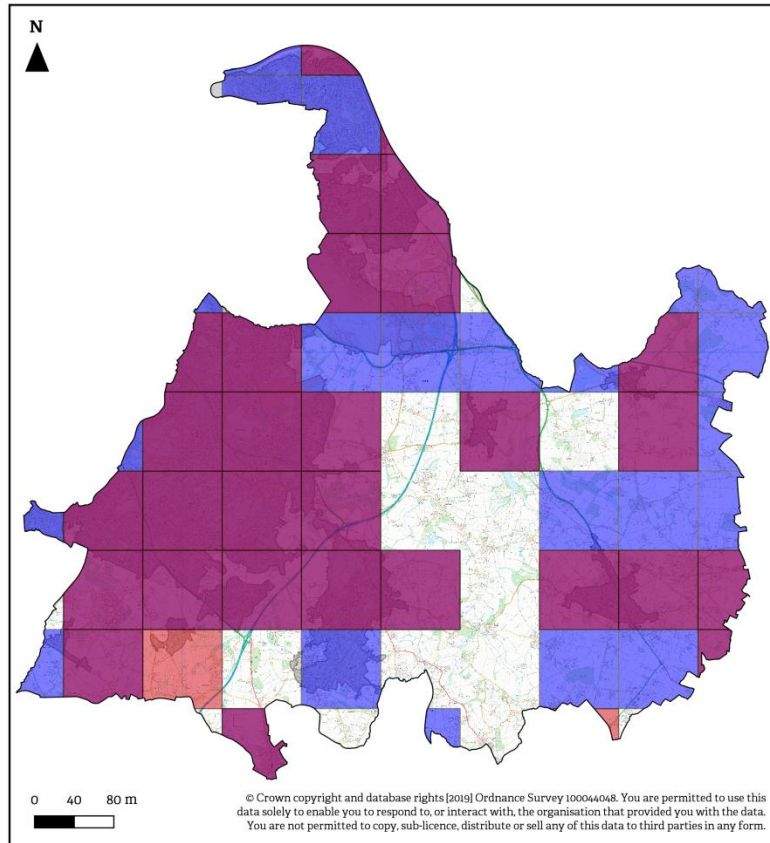 N
0 40 80 m
© Crown copyright and database rights [2019] Ordnance Survey 100044048. You are permitted to use this
data solely to enable you to respond to, or interact with, the organisation that provided you with the data.
You are not permitted to copy, sub-licence, distribute or sell any of this data to third parties in any form.